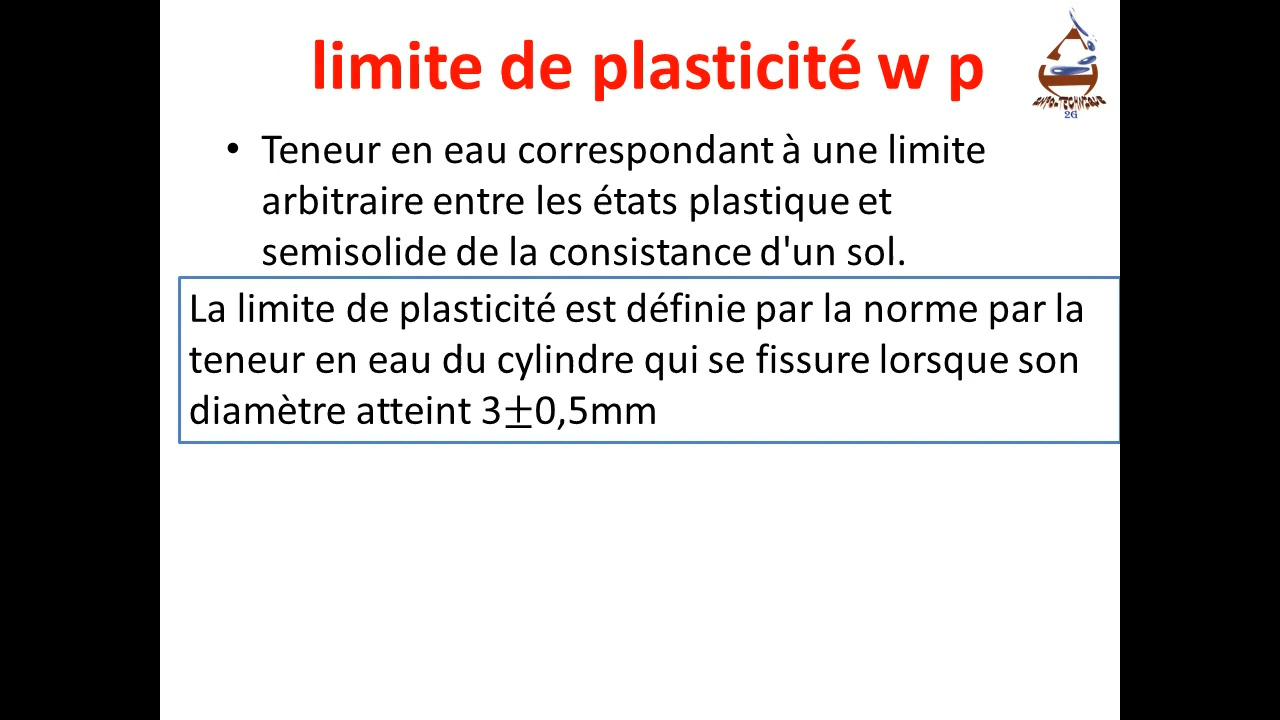 limite de plasticité w p
• Teneur en eau correspondant à une limite
arbitraire entre les états plastique et
semisolide de la consistance d'un sol.
La limite de plasticité est définie par la norme par la
teneur en eau du cylindre qui se fissure lorsque son
diamètre atteint 3±0,5mm
2G